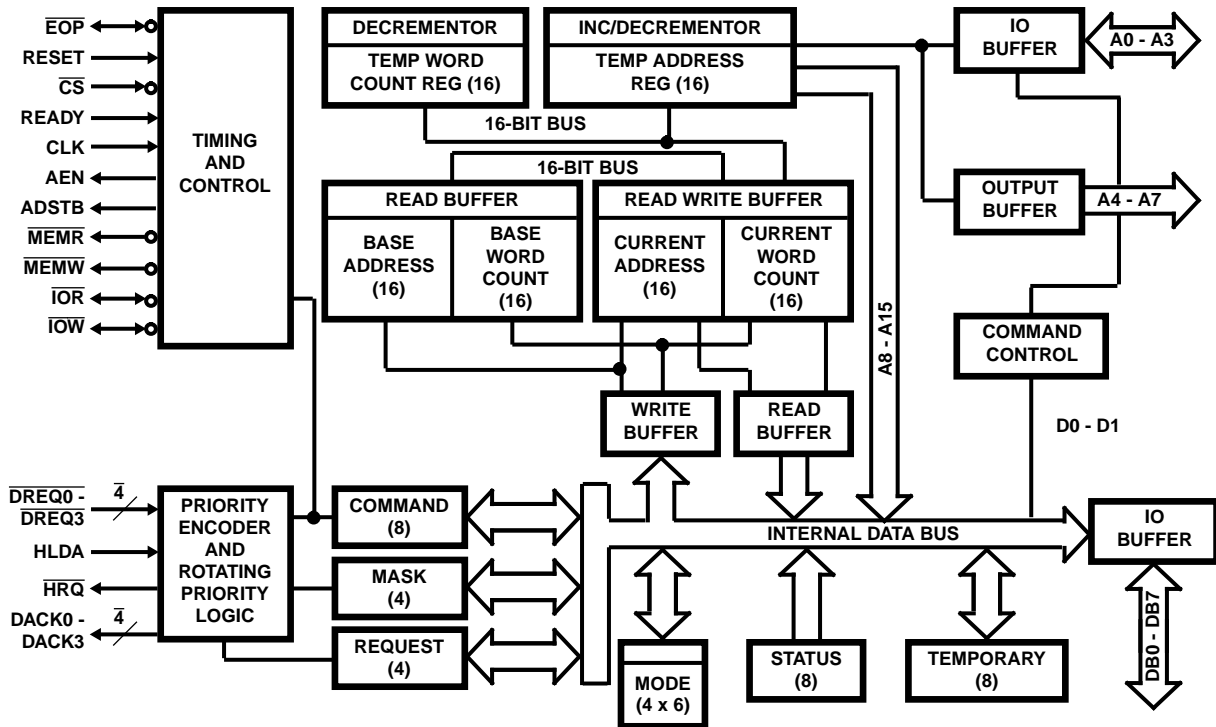 EOP
RESET
CS
READY
CLK
AEN
ADSTB
MEMR
MEMW
IOR
IOW
TIMING
AND
CONTROL
DECREMENTOR
TEMP WORD
COUNT REG (16)
INC/DECREMENTOR
TEMP ADDRESS
REG (16)
16-BIT BUS
16-BIT BUS
READ BUFFER
BASE
ADDRESS
(16)
BASE
WORD
COUNT
(16)
READ WRITE BUFFER
CURRENT
ADDRESS
(16)
CURRENT
WORD
COUNT
(16)
A8 - A15
IO
BUFFER
A0 - A3
OUTPUT
BUFFER
A4 - A7
COMMAND
CONTROL
D0 - D1
WRITE
BUFFER
READ
BUFFER
DREQ0 -
DREQ3
4
HLDA
HRQ
DACK0 -
DACK3
4
PRIORITY
ENCODER
AND
ROTATING
PRIORITY
LOGIC
COMMAND
(8)
MASK
(4)
REQUEST
(4)
INTERNAL DATA BUS
IO
BUFFER
DB0 - DB7
MODE
(4 x 6)
STATUS
(8)
TEMPORARY
(8)